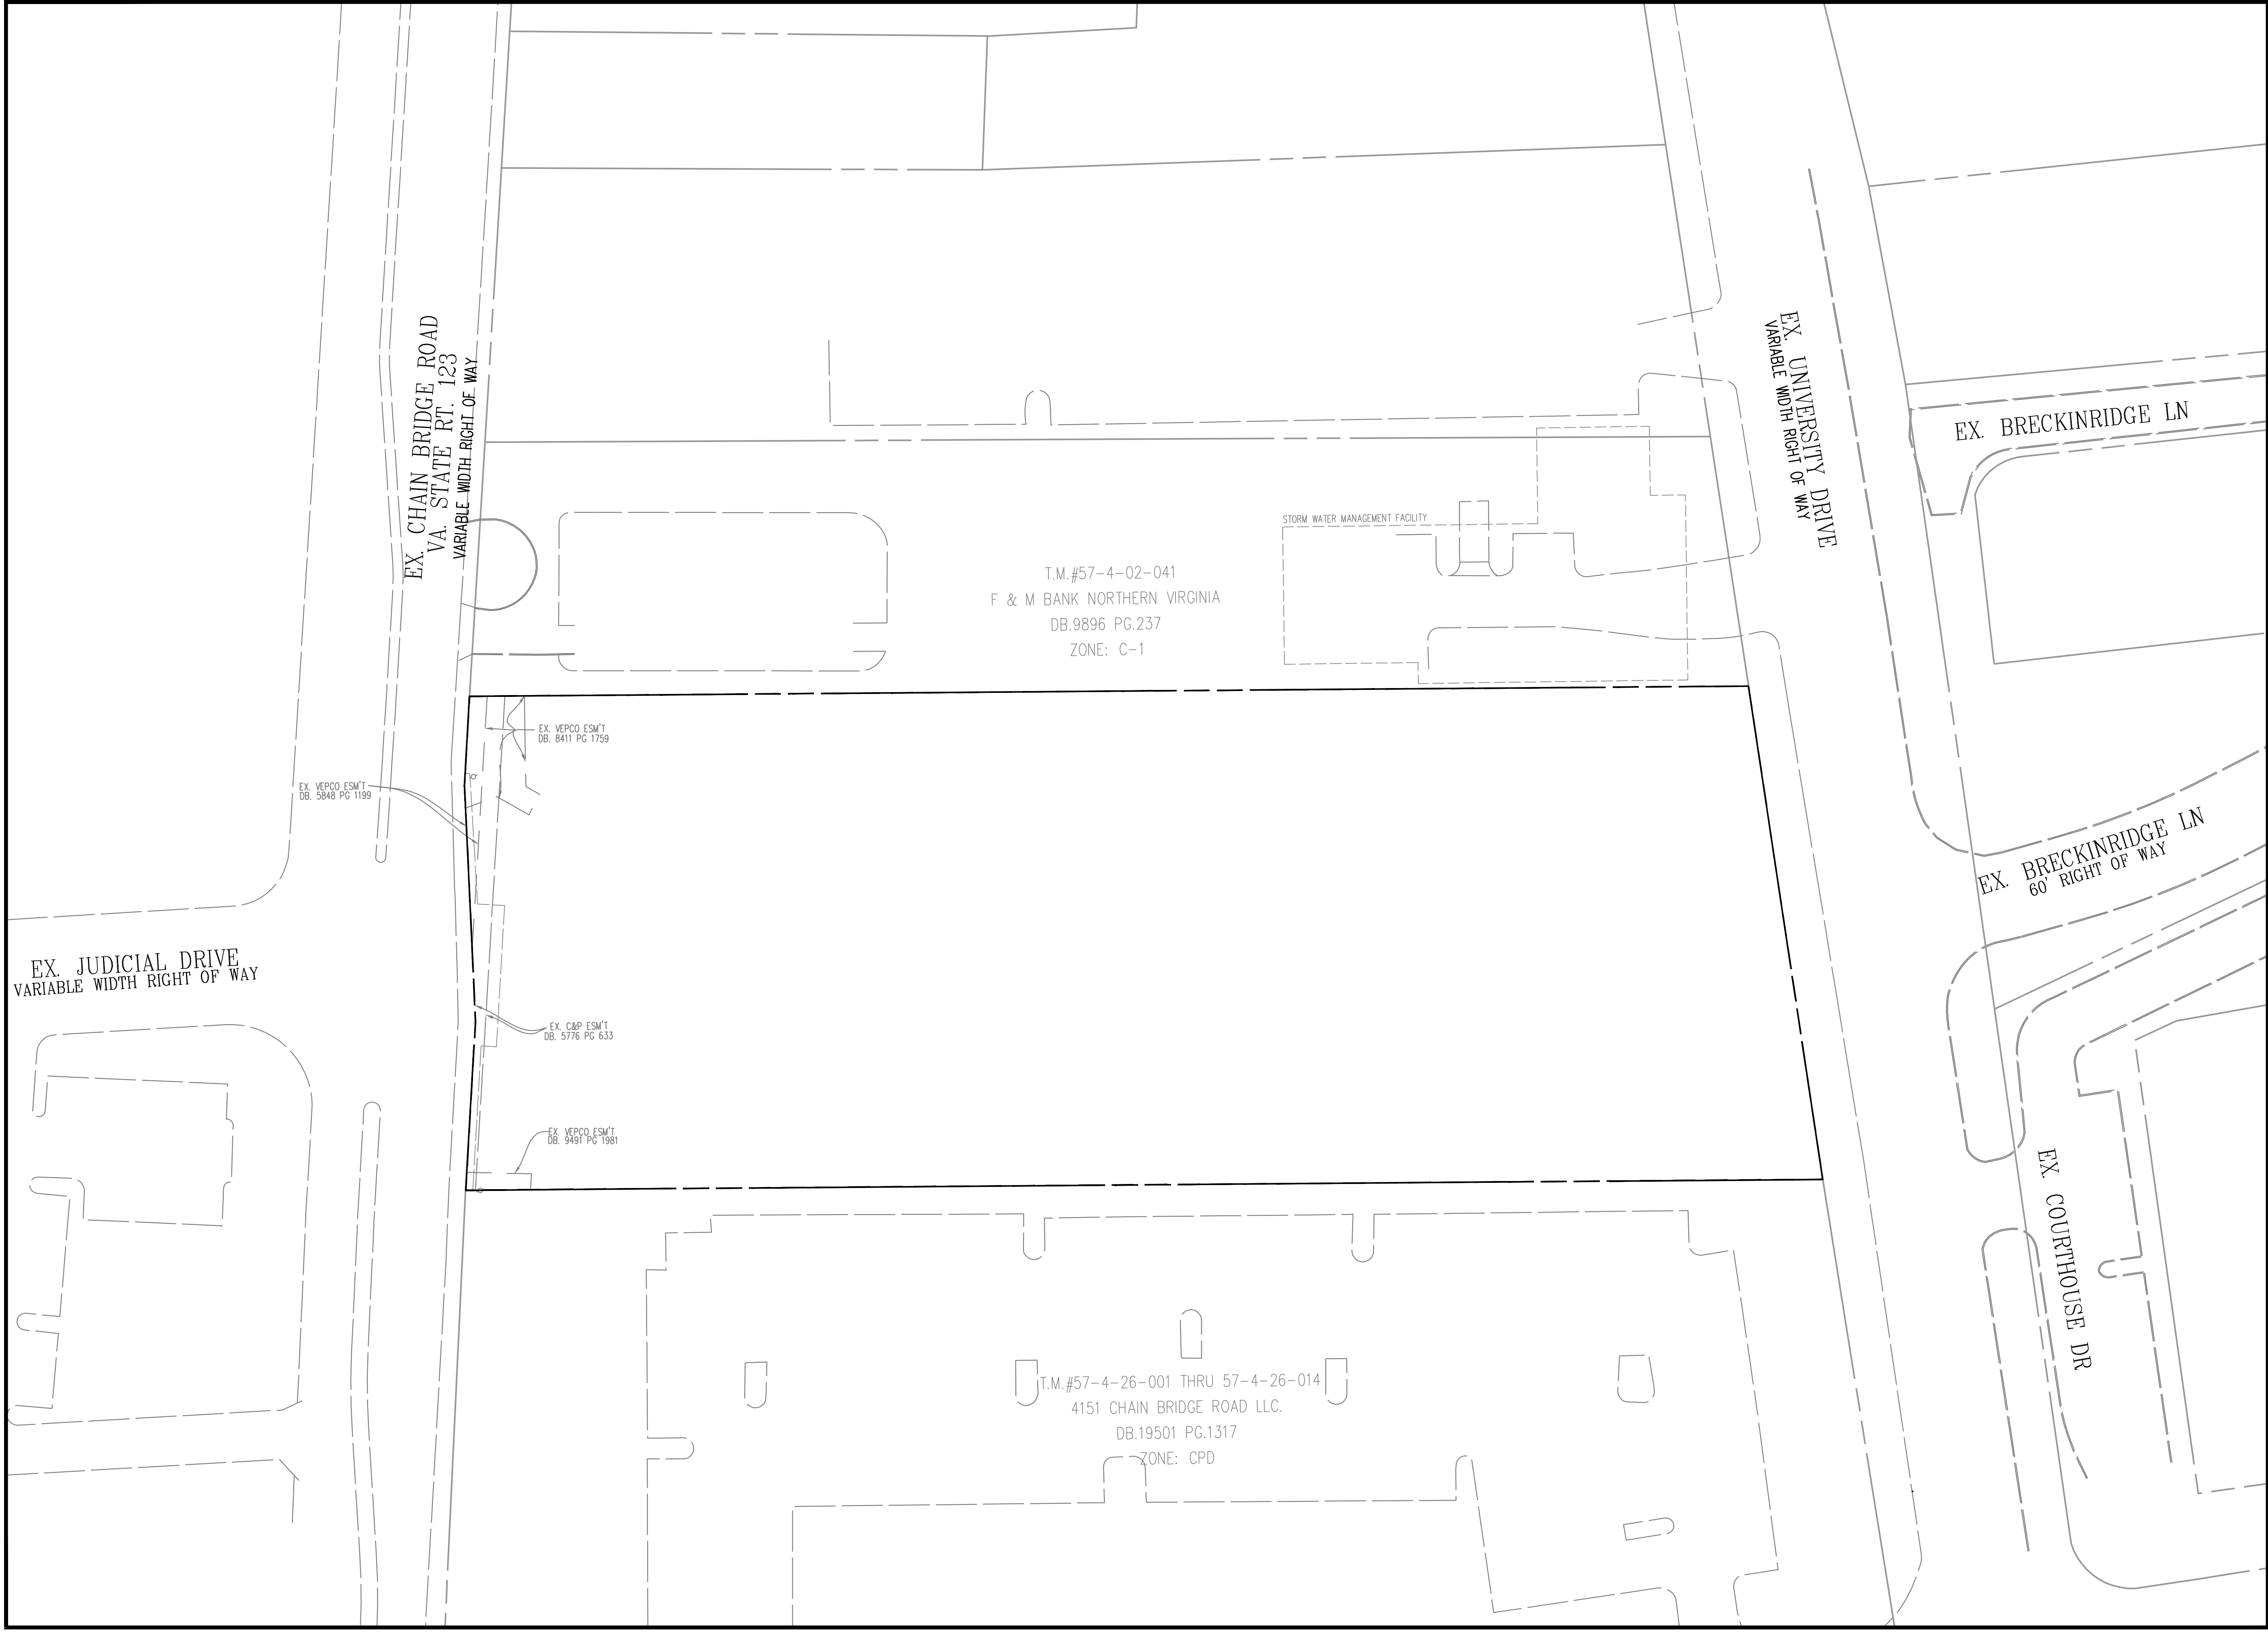 EX. CHAIN BRIDGE ROAD
VA. STATE RT. 123
VARIABLE WIDTH RIGHT OF WAY
EX. UNIVERSITY DRIVE
VARIABLE WIDTH RIGHT OF WAY
EX. BRECKINRIDGE LN
STORM WATER MANAGEMENT FACILITY
T.M.#57-4-02-041
F & M BANK NORTHERN VIRGINIA
DB.9896 PG.237
ZONE: C-1
EX. VEPCO ESM'T
DB. 8411 PG 1759
EX. VEPCO ESM'T
DB. 5848 PG 1199
EX. BRECKINRIDGE LN
60' RIGHT OF WAY
EX. JUDICIAL DRIVE
VARIABLE WIDTH RIGHT OF WAY
EX. C&P ESM'T
DB. 5776 PG 633
EX. VEPCO ESM'T
DB. 9491 PG 1981
EX. COURTHOUSE DR
T.M.#57-4-26-001 THRU 57-4-26-014
4151 CHAIN BRIDGE ROAD LLC.
DB.19501 PG.1317
ZONE: CPD